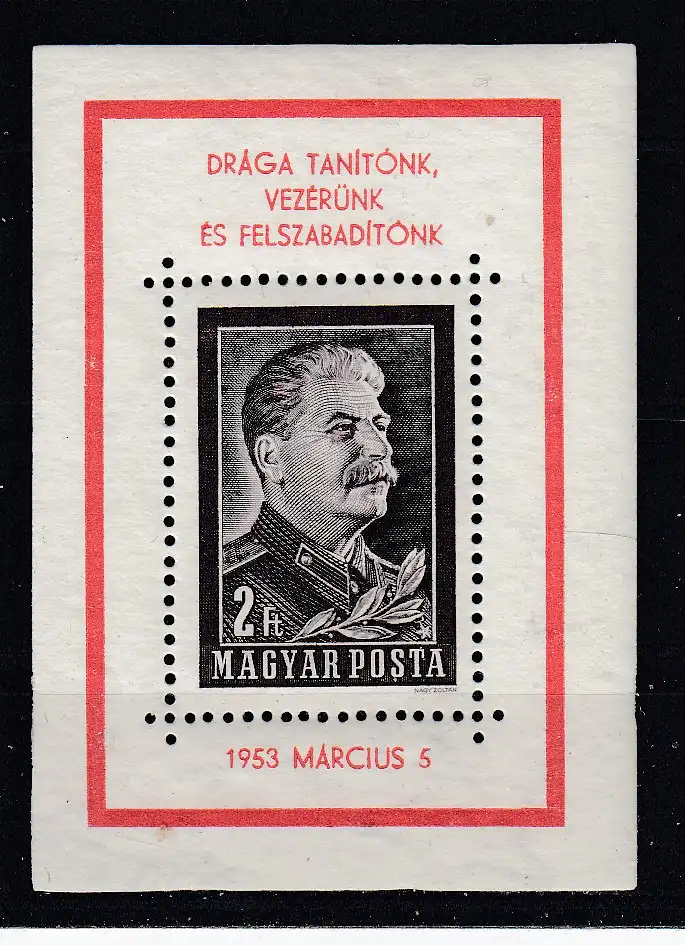 DRÁGA TANÍTÓNK,
VEZÉRÜNK
ÉS FELSZABADÍTÓNK
2 Ft
MAGYAR POSTA
NAGY ZOLTÁN
1953 MÁRCIUS 5